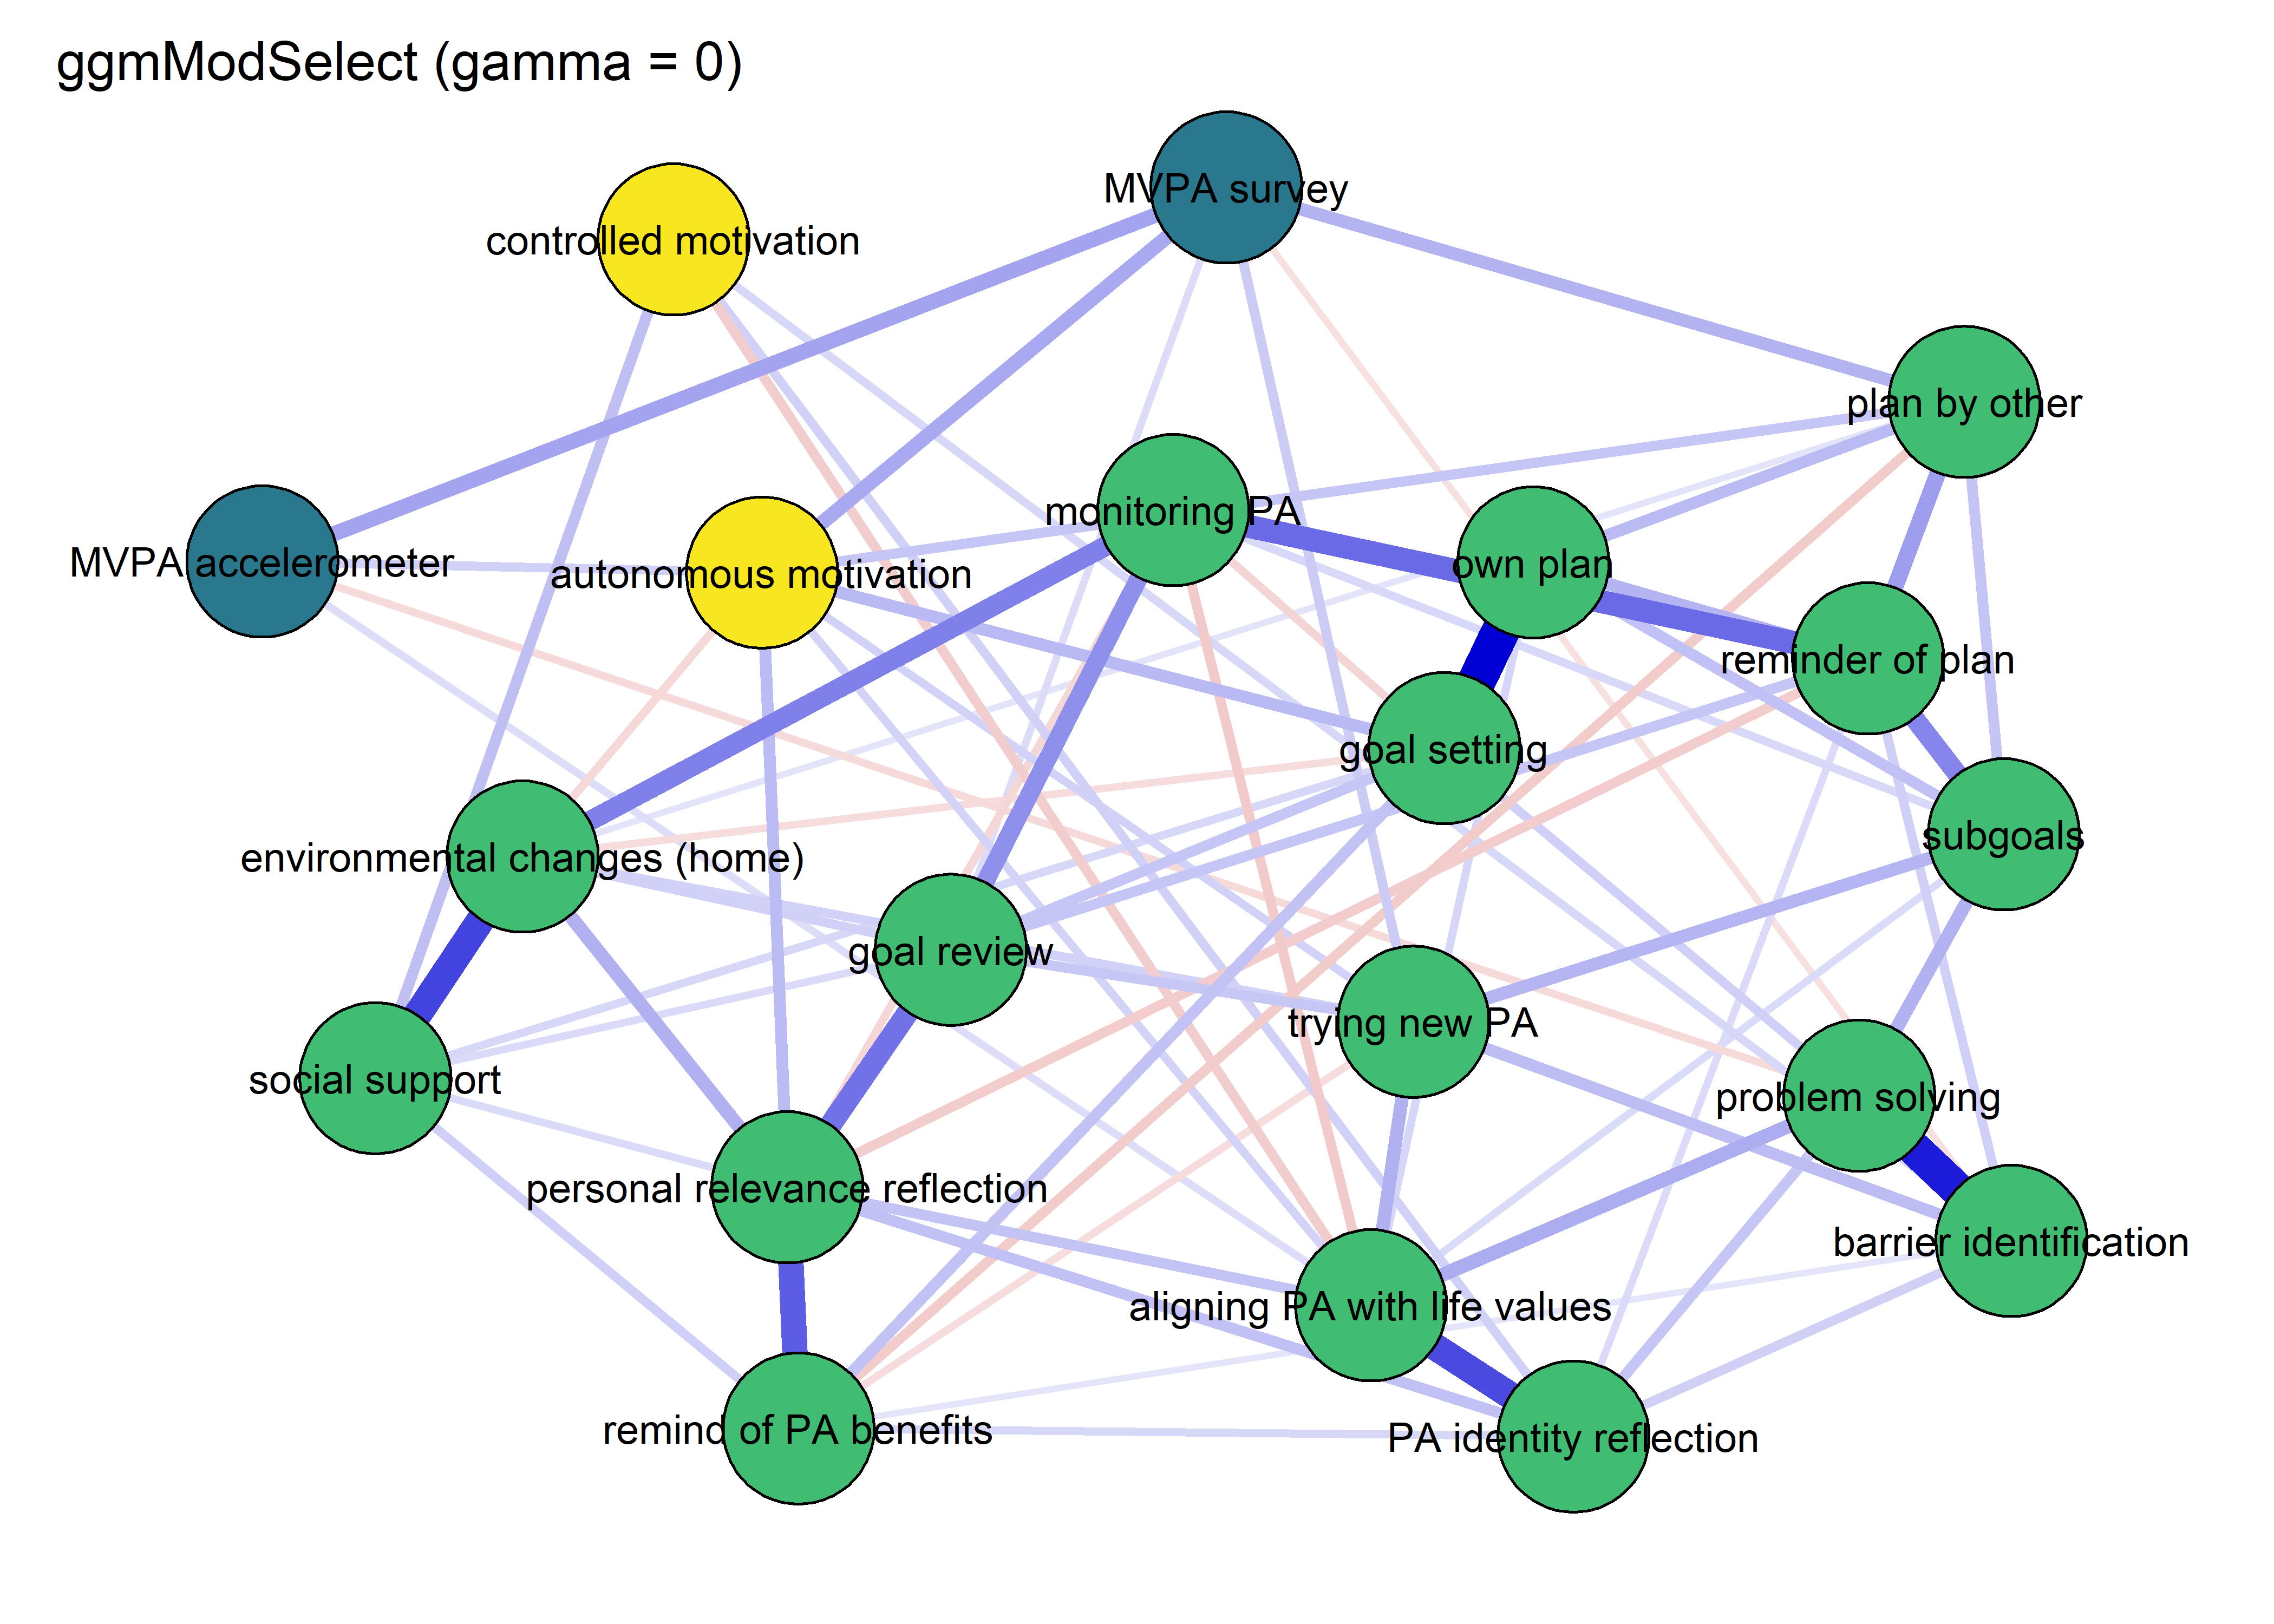 ggmModSelect (gamma = 0)
MVPA survey
controlled motivation
plan by other
monitoring PA
MVPA accelerometer
autonomous motivation
own plan
reminder of plan
goal setting
subgoals
environmental changes (home)
goal review
trying new PA
social support
problem solving
personal relevance reflection
barrier identification
aligning PA with life values
remind of PA benefits
PA identity reflection